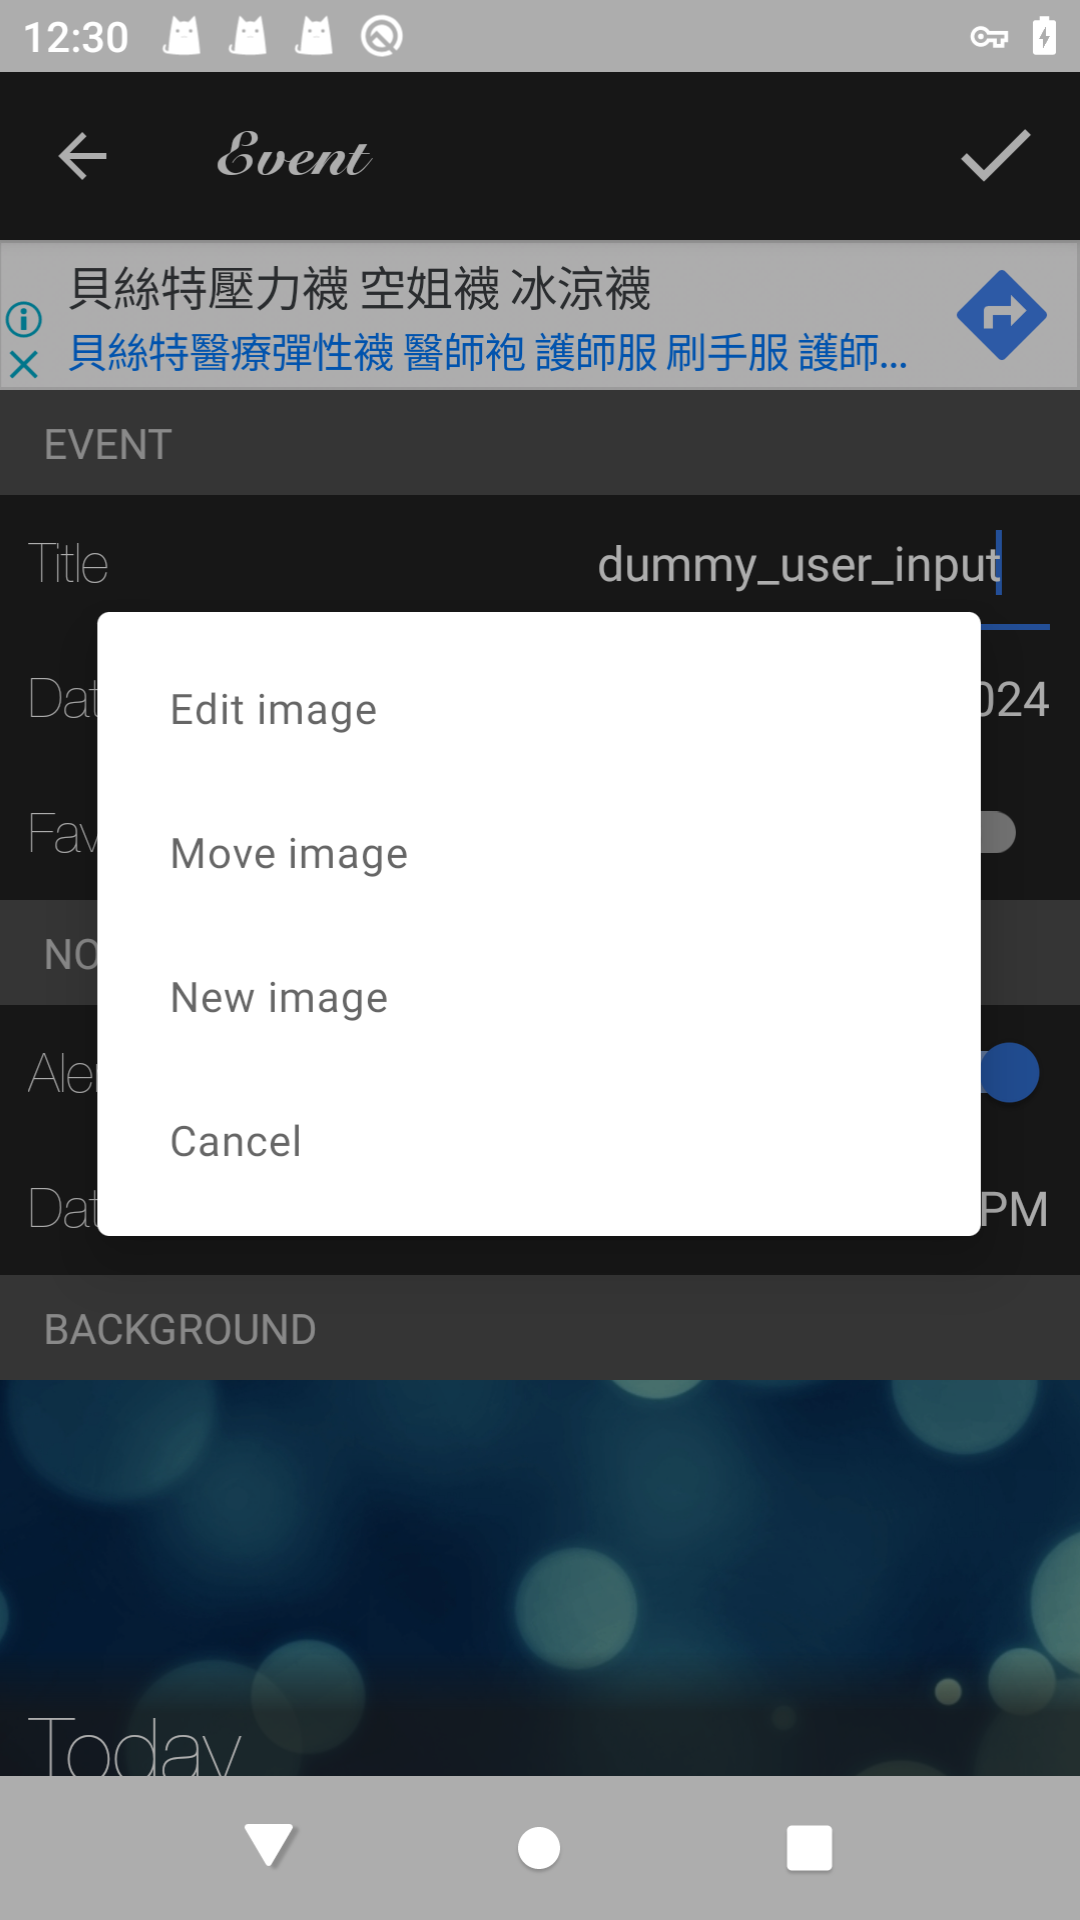 12:30
Event
貝絲特壓力襪 空姐襪 冰涼襪
貝絲特醫療彈性襪 醫師袍 護師服 刷手服 護師...
EVENT
Title
dummy_user_input
Edit image
Dat
024
Move image
Fav
NO
New image
Aler
Cancel
Dat
PM
BACKGROUND
Today